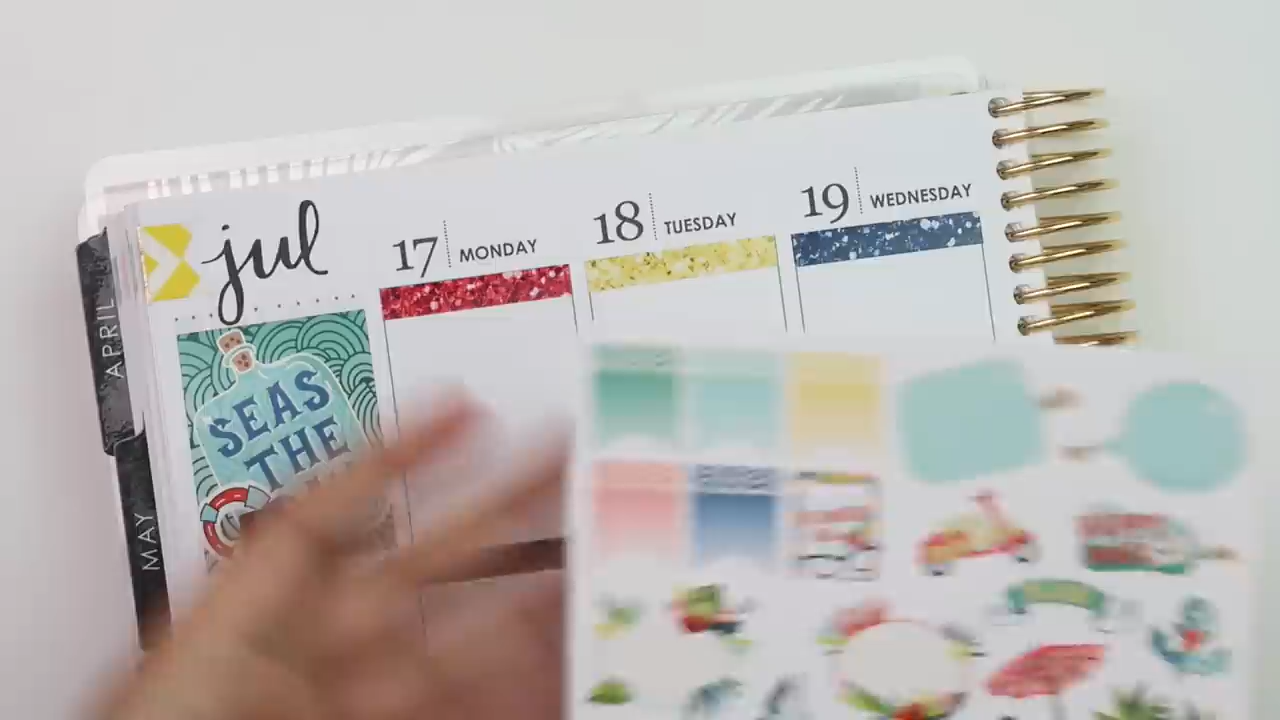 jul
17 MONDAY
18 TUESDAY
19 WEDNESDAY
SEAS
THE
APRIL
MAY